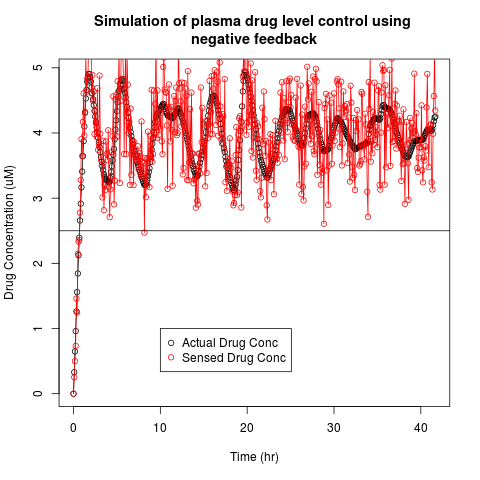 Simulation of plasma drug level control using
negative feedback
Drug Concentration (uM)
5
4
3
2
1
0
Actual Drug Conc
Sensed Drug Conc
0 10 20 30 40
Time (hr)